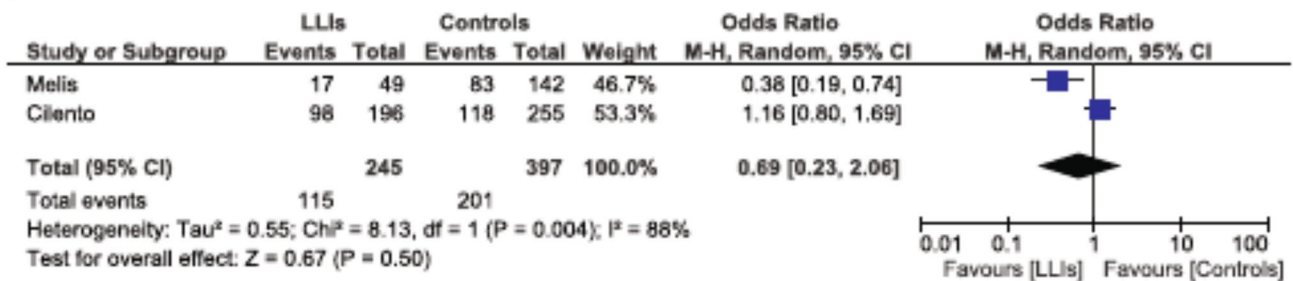 LLIs Controls Odds Ratio Odds Ratio
Study or Subgroup Events Total Events Total Weight M-H, Random, 95% CI M-H, Random, 95% CI
Melis 17 49 83 142 46.7% 0.38 [0.19, 0.74]
Cilento 98 196 118 255 53.3% 1.16 [0.80, 1.69]
Total (95% CI) 245 397 100.0% 0.69 [0.23, 2.06]
Total events 115 201
Heterogeneity: Tau² = 0.55; Chi² = 8.13, df = 1 (P = 0.004); I² = 88%
Test for overall effect: Z = 0.67 (P = 0.50)
0.01 0.1 1 10 100
Favours [LLIs] Favours [Controls]